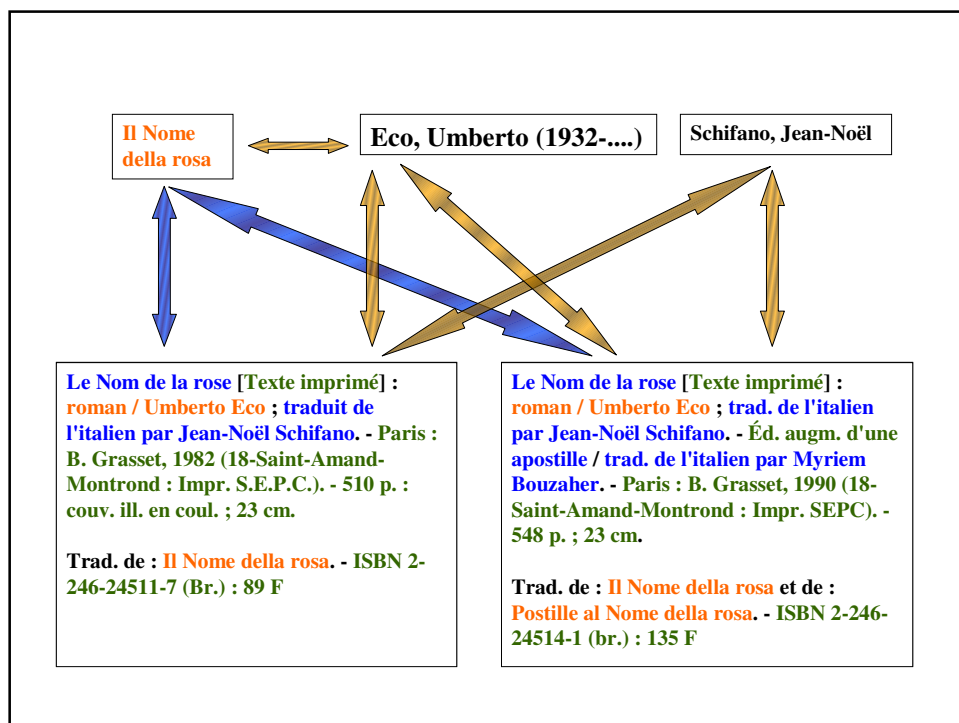 Il Nome
della rosa
Eco, Umberto (1932-....)
Schifano, Jean-Noël
Le Nom de la rose [Texte imprimé] :
roman / Umberto Eco ; traduit de
l'italien par Jean-Noël Schifano. - Paris :
B. Grasset, 1982 (18-Saint-Amand-
Montrond : Impr. S.E.P.C.). - 510 p. :
couv. ill. en coul. ; 23 cm.
Trad. de : Il Nome della rosa. - ISBN 2-
246-24511-7 (Br.) : 89 F
Le Nom de la rose [Texte imprimé] :
roman / Umberto Eco ; trad. de l'italien
par Jean-Noël Schifano. - Éd. augm. d'une
apostille / trad. de l'italien par Myriem
Bouzaher. - Paris : B. Grasset, 1990 (18-
Saint-Amand-Montrond : Impr. SEPC). -
548 p. ; 23 cm.
Trad. de : Il Nome della rosa et de :
Postille al Nome della rosa. - ISBN 2-246-
24514-1 (br.) : 135 F